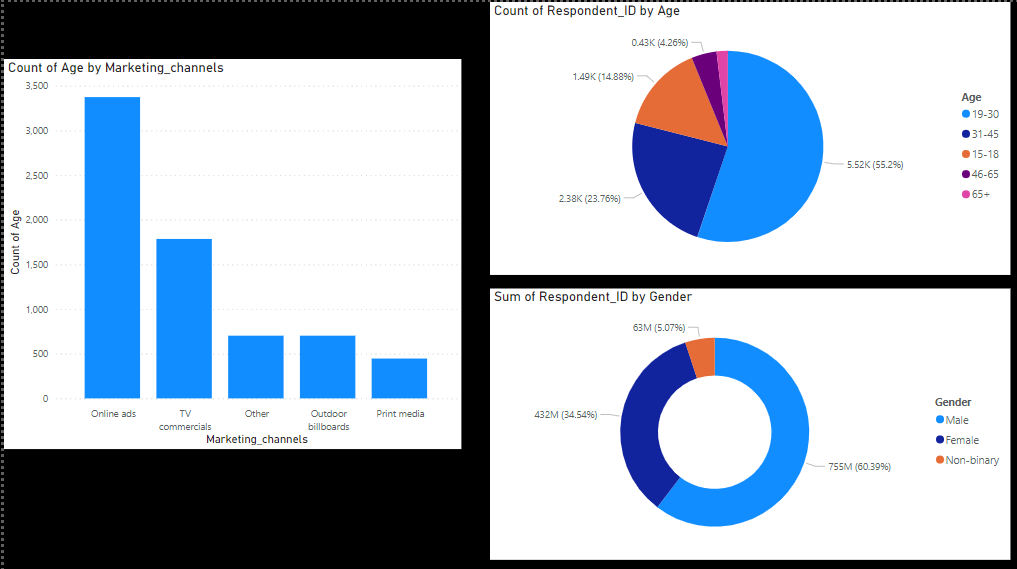 Count of Age by Marketing_channels
3,500
3,000
2,500
2,000
1,500
1,000
500
0
Count of Age
Online ads
TV
commercials
Other
Outdoor
billboards
Print media
Marketing_channels
Count of Respondent_ID by Age
0.43K (4.26%)
1.49K (14.88%)
2.38K (23.76%)
5.52K (55.2%)
Age
19-30
31-45
15-18
46-65
65+
Sum of Respondent_ID by Gender
63M (5.07%)
432M (34.54%)
755M (60.39%)
Gender
Male
Female
Non-binary